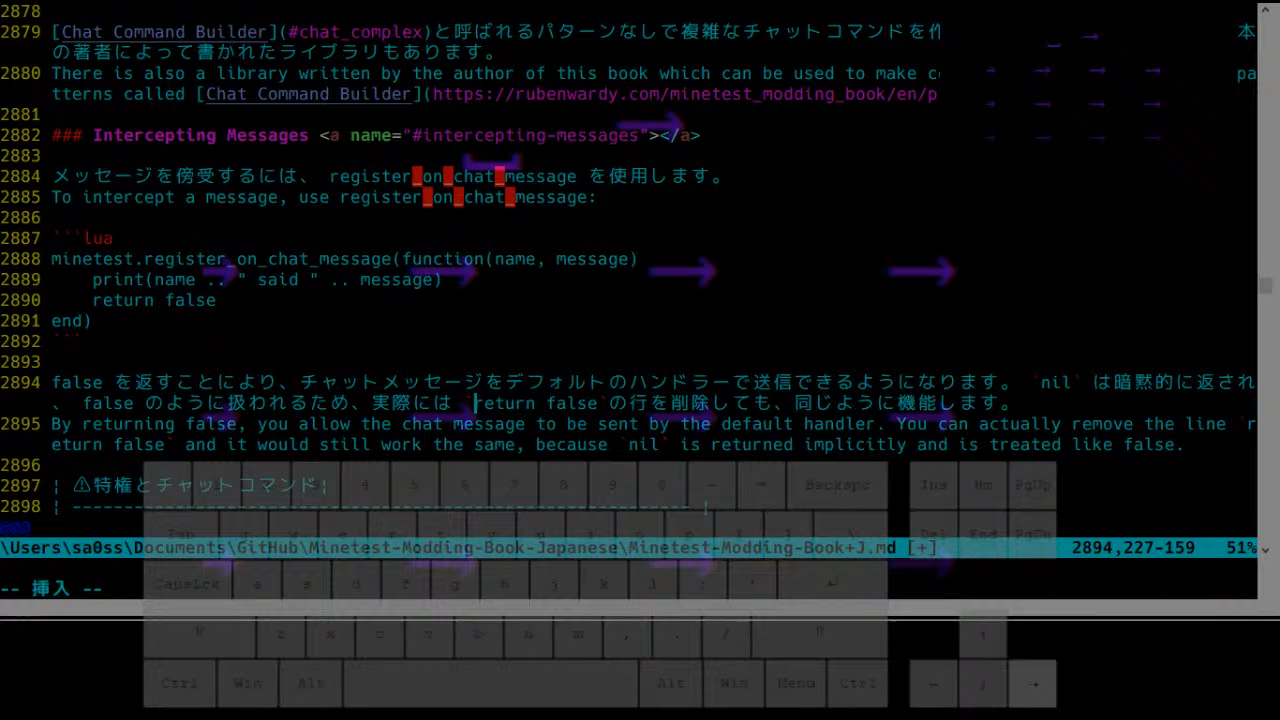 2878
2879 [Chat Command Builder](#chat_complex)と呼ばれるパターンなしで複雑なチャットコマンドを作 本
の著者によって書かれたライブラリもあります。
2880 There is also a library written by the author of this book which can be used to make c pa
tterns called [Chat Command Builder](https://rubenwardy.com/minetest_modding_book/en/p
2881
2882 ### Intercepting Messages <a name="#intercepting-messages"></a>
2883
2884 メッセージを傍受するには、 register_on_chat_message を使用します。
2885 To intercept a message, use register_on_chat_message:
2886
2887 ```lua
2888 minetest.register_on_chat_message(function(name, message)
2889     print(name .. " said " .. message)
2890     return false
2891 end)
2892 ```
2893
2894 false を返すことにより、チャットメッセージをデフォルトのハンドラーで送信できるようになります。 `nil` は暗黙的に返され
、 false のように扱われるため、実際には `return false`の行を削除しても、同じように機能します。
2895 By returning false, you allow the chat message to be sent by the default handler. You can actually remove the line `r
eturn false` and it would still work the same, because `nil` is returned implicitly and is treated like false.
2896
2897 ¦ ⚠特権とチャットコマンド¦
2898 ¦ ------------------------------------------------------------ ¦
@@@
\Users\sa0ss\Documents\GitHub\Minetest-Modding-Book-Japanese\Minetest-Modding-Book+J.md [+] 2894,227-159 51%
-- 挿入 --
4 5 6 7 8 9 0 - = Backspc Ins Hm PgUp
Tab q w e r t y u i o p [ ] \ Del End PgDn
CapsLck a s d f g h j k l ; ' ↵
⇧ z x c v b n m , . / ⇧ ↑
Ctrl Win Alt Alt Win Menu Ctrl ← ↓ →